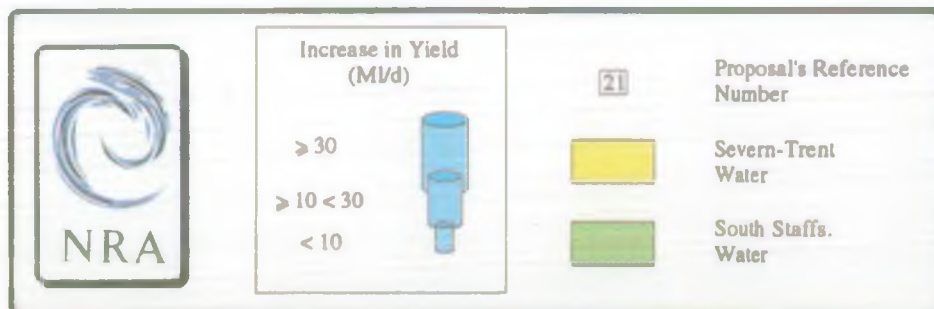 NRA
Increase in Yield
(Ml/d)
⩾ 30
⩾ 10 < 30
< 10
21
Proposal's Reference
Number
Severn-Trent
Water
South Staffs.
Water